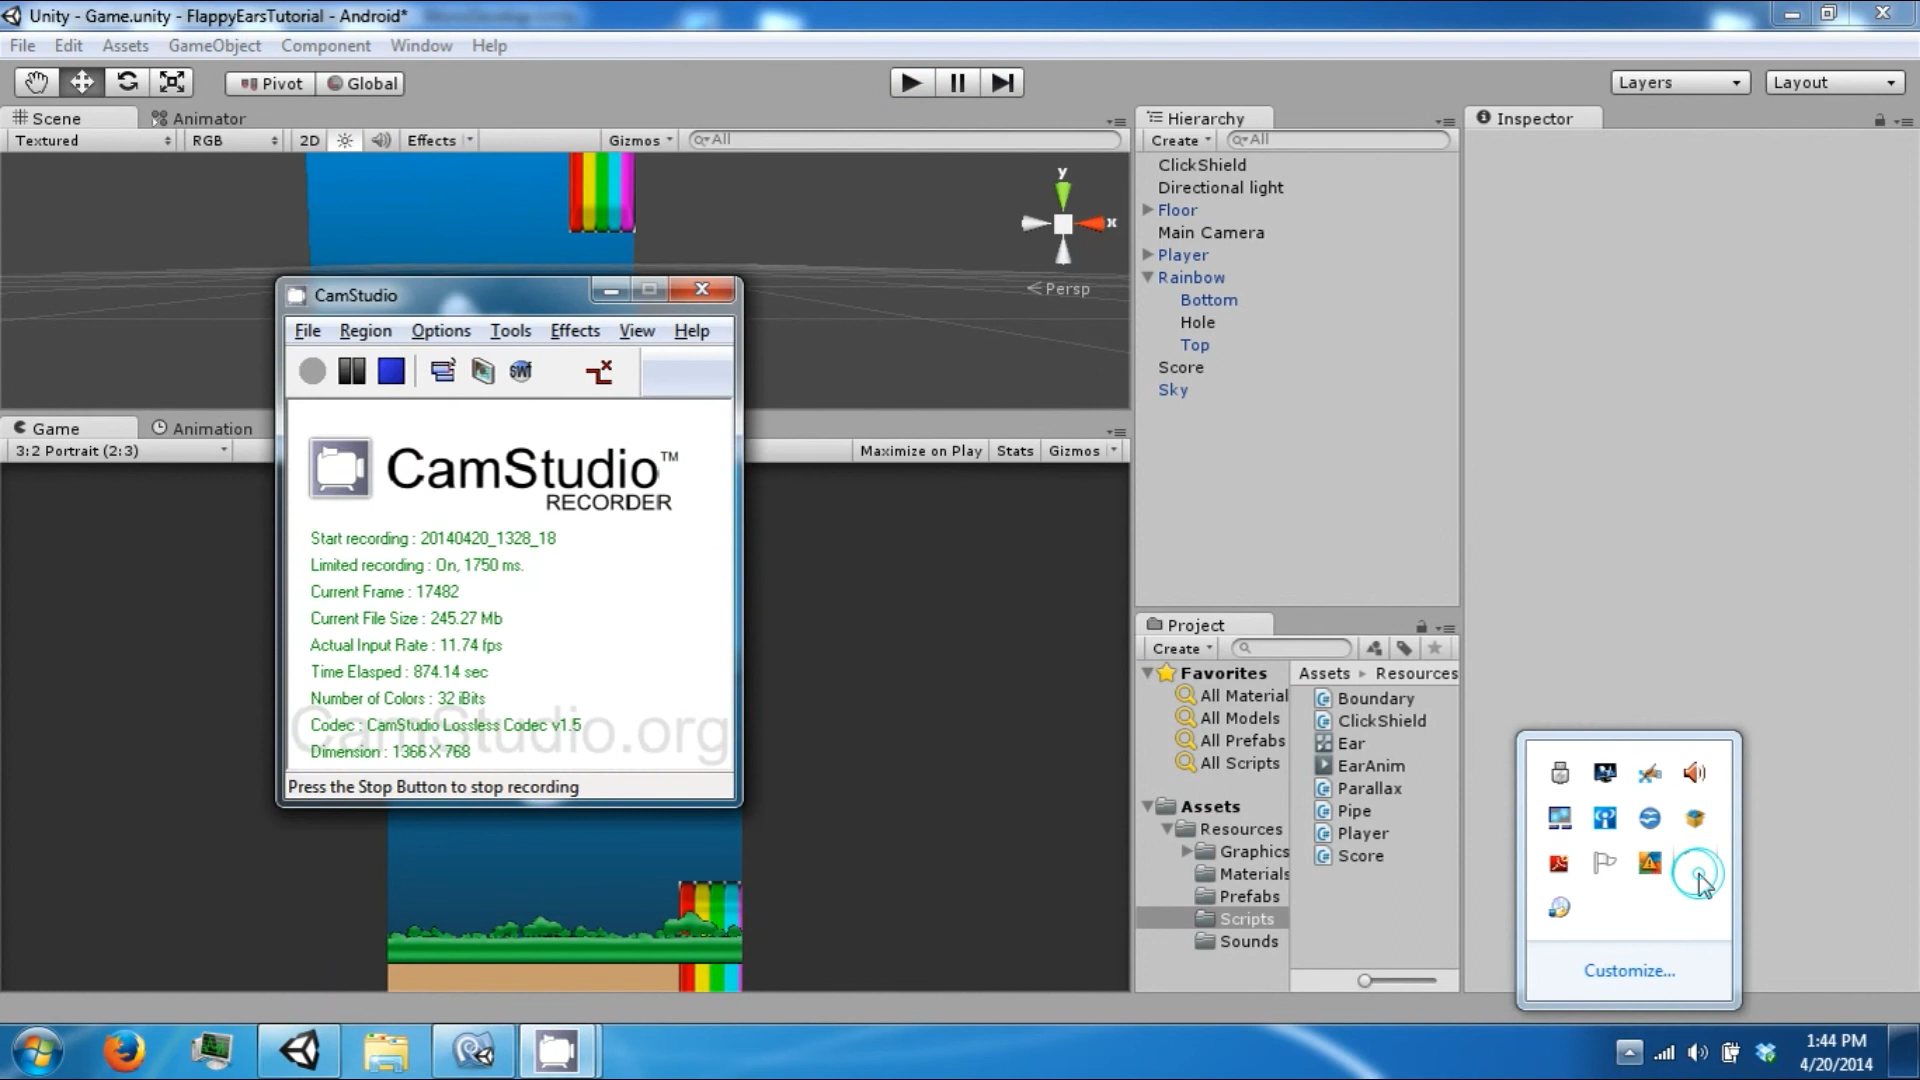 Unity - Game.unity - FlappyEarsTutorial - Android*
File Edit Assets GameObject Component Window Help
Pivot Global Layers Layout
Scene Animator
Textured RGB 2D Effects Gizmos All
y
x
Persp
Game Animation
3:2 Portrait (2:3) Maximize on Play Stats Gizmos
CamStudio
File Region Options Tools Effects View Help
swf
CamStudio™
RECORDER
Start recording : 20140420_1328_18
Limited recording : On, 1750 ms.
Current Frame : 17482
Current File Size : 245.27 Mb
Actual Input Rate : 11.74 fps
Time Elasped : 874.14 sec
Number of Colors : 32 iBits
Codec : CamStudio Lossless Codec v1.5
Dimension : 1366 X 768
CamStudio.org
Press the Stop Button to stop recording
Hierarchy
Create All
ClickShield
Directional light
Floor
Main Camera
Player
Rainbow
Bottom
Hole
Top
Score
Sky
Project
Create
Favorites
All Material
All Models
All Prefabs
All Scripts
Assets
Resources
Graphics
Materials
Prefabs
Scripts
Sounds
Assets Resources
Boundary
ClickShield
Ear
EarAnim
Parallax
Pipe
Player
Score
Inspector
Customize...
1:44 PM
4/20/2014